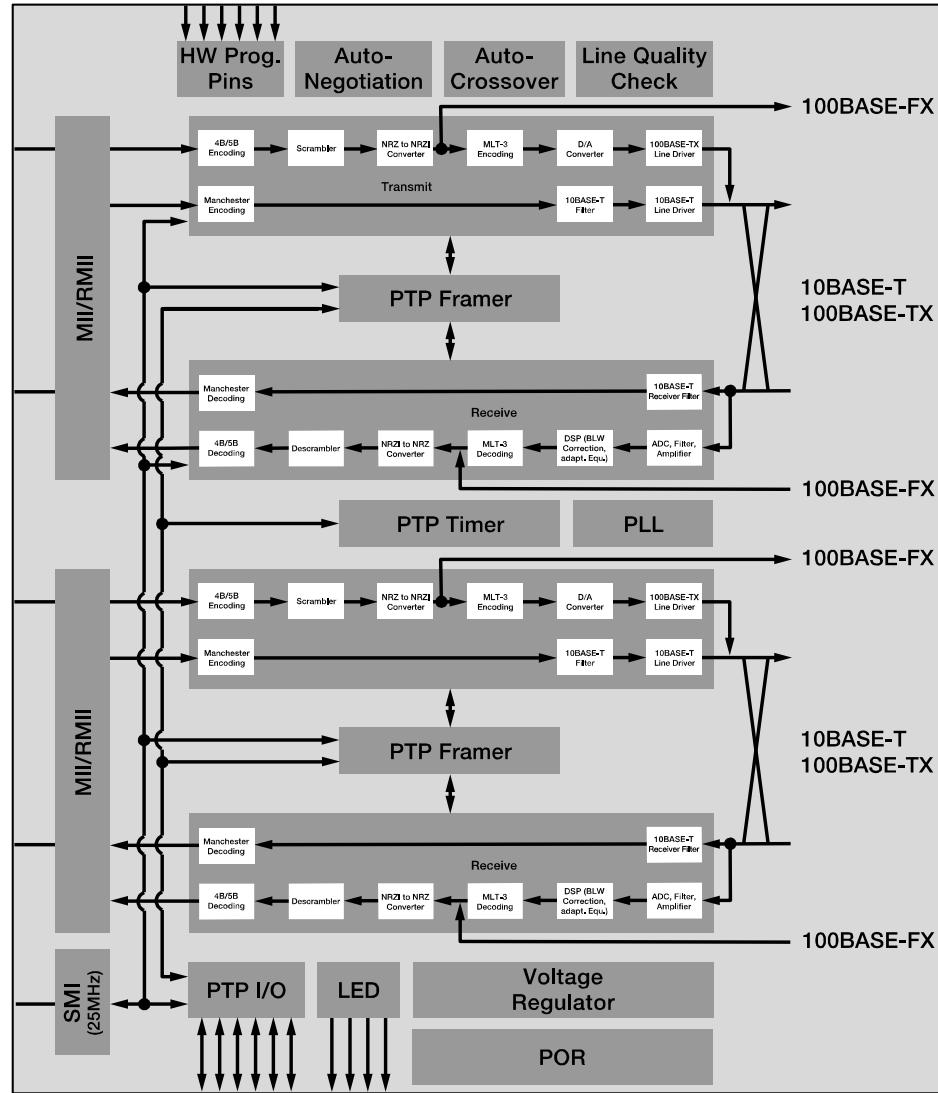 HW Prog.
Pins
Auto-
Negotiation
Auto-
Crossover
Line Quality
Check
100BASE-FX
MII/RMII
4B/5B
Encoding
Scrambler
NRZ to NRZI
Converter
MLT-3
Encoding
D/A
Converter
100BASE-TX
Line Driver
Transmit
Manchester
Encoding
10BASE-T
Filter
10BASE-T
Line Driver
PTP Framer
10BASE-T
100BASE-TX
Manchester
Decoding
10BASE-T
Receiver Filter
Receive
4B/5B
Decoding
Descrambler
NRZI to NRZ
Converter
MLT-3
Decoding
DSP (BLW
Correction,
adapt. Equ.)
ADC, Filter,
Amplifier
100BASE-FX
PTP Timer
PLL
100BASE-FX
MII/RMII
4B/5B
Encoding
Scrambler
NRZ to NRZI
Converter
MLT-3
Encoding
D/A
Converter
100BASE-TX
Line Driver
Manchester
Encoding
10BASE-T
Filter
10BASE-T
Line Driver
PTP Framer
10BASE-T
100BASE-TX
Manchester
Decoding
10BASE-T
Receiver Filter
Receive
4B/5B
Decoding
Descrambler
NRZI to NRZ
Converter
MLT-3
Decoding
DSP (BLW
Correction,
adapt. Equ.)
ADC, Filter,
Amplifier
100BASE-FX
SMI
(25MHz)
PTP I/O
LED
Voltage
Regulator
POR